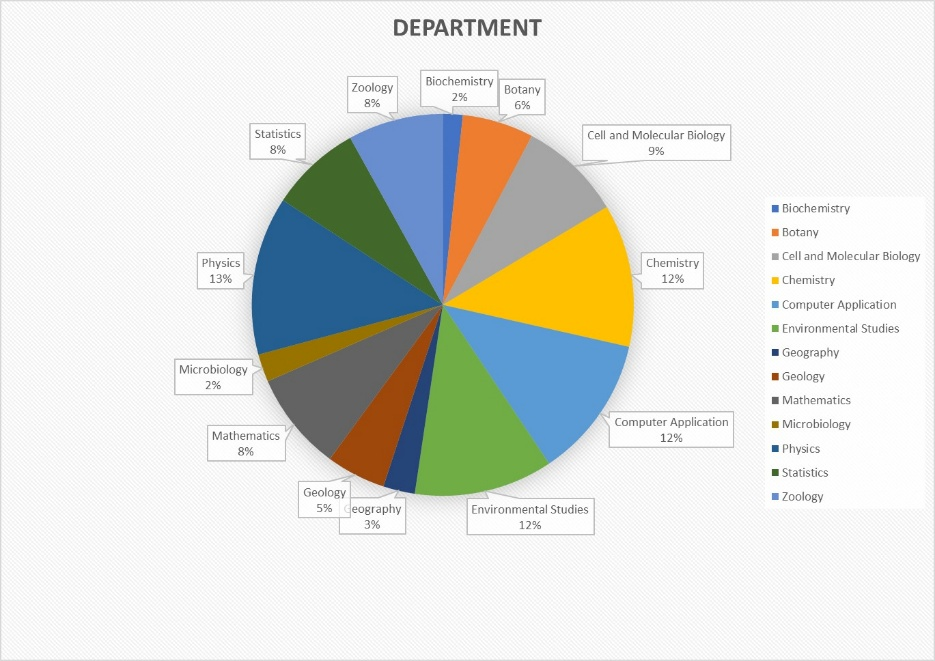 DEPARTMENT
Biochemistry
2%
Botany
6%
Cell and Molecular Biology
9%
Chemistry
12%
Computer Application
12%
Environmental Studies
12%
Geography
3%
Geology
5%
Mathematics
8%
Microbiology
2%
Physics
13%
Statistics
8%
Zoology
8%
Biochemistry
Botany
Cell and Molecular Biology
Chemistry
Computer Application
Environmental Studies
Geography
Geology
Mathematics
Microbiology
Physics
Statistics
Zoology